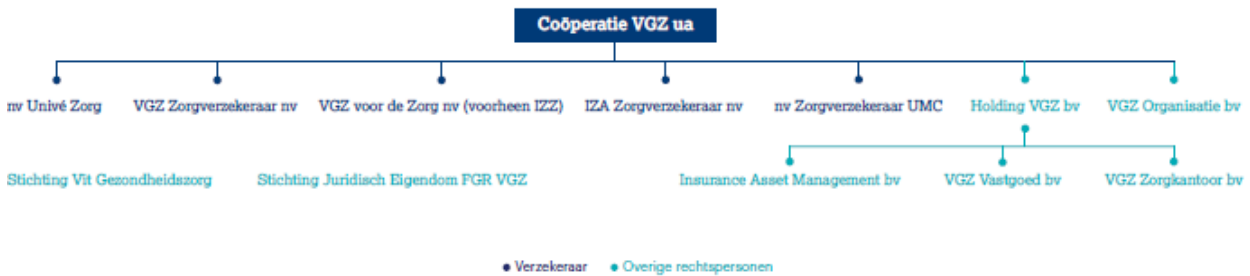 Coöperatie VGZ ua
nv Univé Zorg
VGZ Zorgverzekeraar nv
VGZ voor de Zorg nv (voorheen IZZ)
IZA Zorgverzekeraar nv
nv Zorgverzekeraar UMC
Holding VGZ bv
VGZ Organisatie bv
Stichting Vit Gezondheidszorg
Stichting Juridisch Eigendom FGR VGZ
Insurance Asset Management bv
VGZ Vastgoed bv
VGZ Zorgkantoor bv
Verzekeraar
Overige rechtspersonen